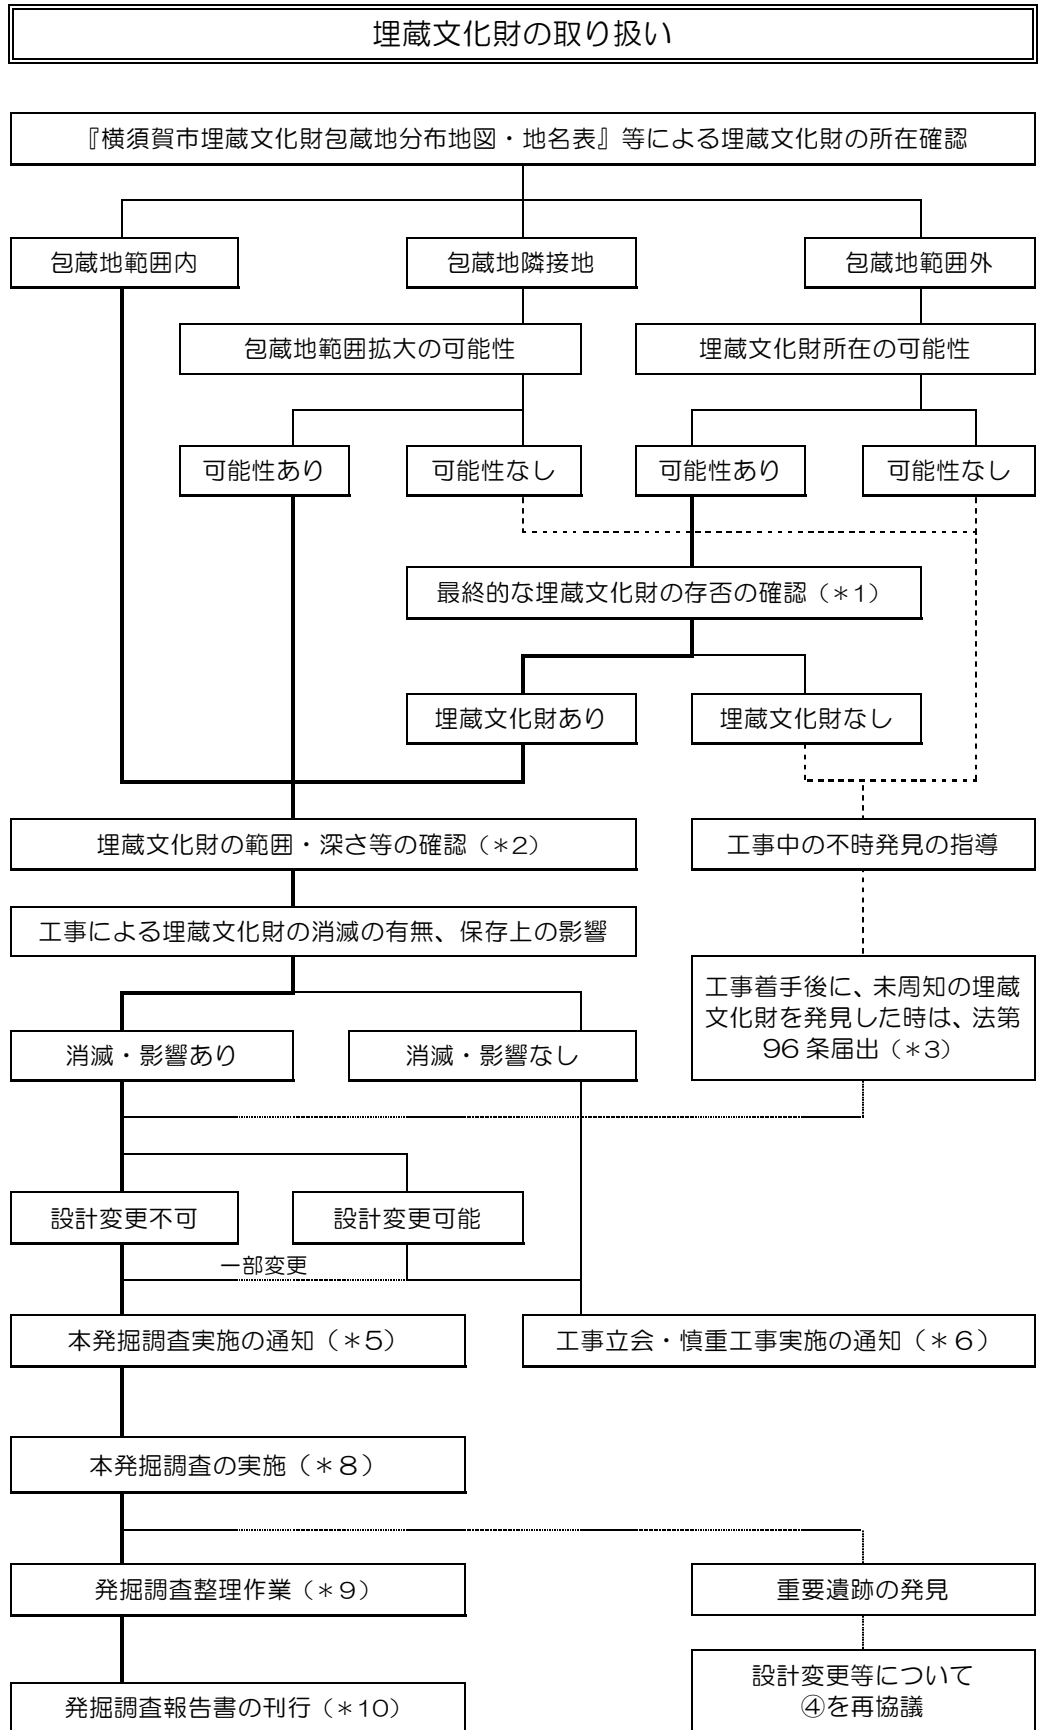 埋蔵文化財の取り扱い
『横須賀市埋蔵文化財包蔵地分布地図・地名表』等による埋蔵文化財の所在確認
包蔵地範囲内
包蔵地隣接地
包蔵地範囲外
包蔵地範囲拡大の可能性
埋蔵文化財所在の可能性
可能性あり
可能性なし
可能性あり
可能性なし
最終的な埋蔵文化財の存否の確認（＊1）
埋蔵文化財あり
埋蔵文化財なし
埋蔵文化財の範囲・深さ等の確認（＊2）
工事中の不時発見の指導
工事による埋蔵文化財の消滅の有無、保存上の影響
工事着手後に、未周知の埋蔵
文化財を発見した時は、法第
96 条届出（＊3）
消滅・影響あり
消滅・影響なし
設計変更不可
設計変更可能
一部変更
本発掘調査実施の通知（＊5）
工事立会・慎重工事実施の通知（＊6）
本発掘調査の実施（＊8）
発掘調査整理作業（＊9）
重要遺跡の発見
設計変更等について
④を再協議
発掘調査報告書の刊行（＊10）